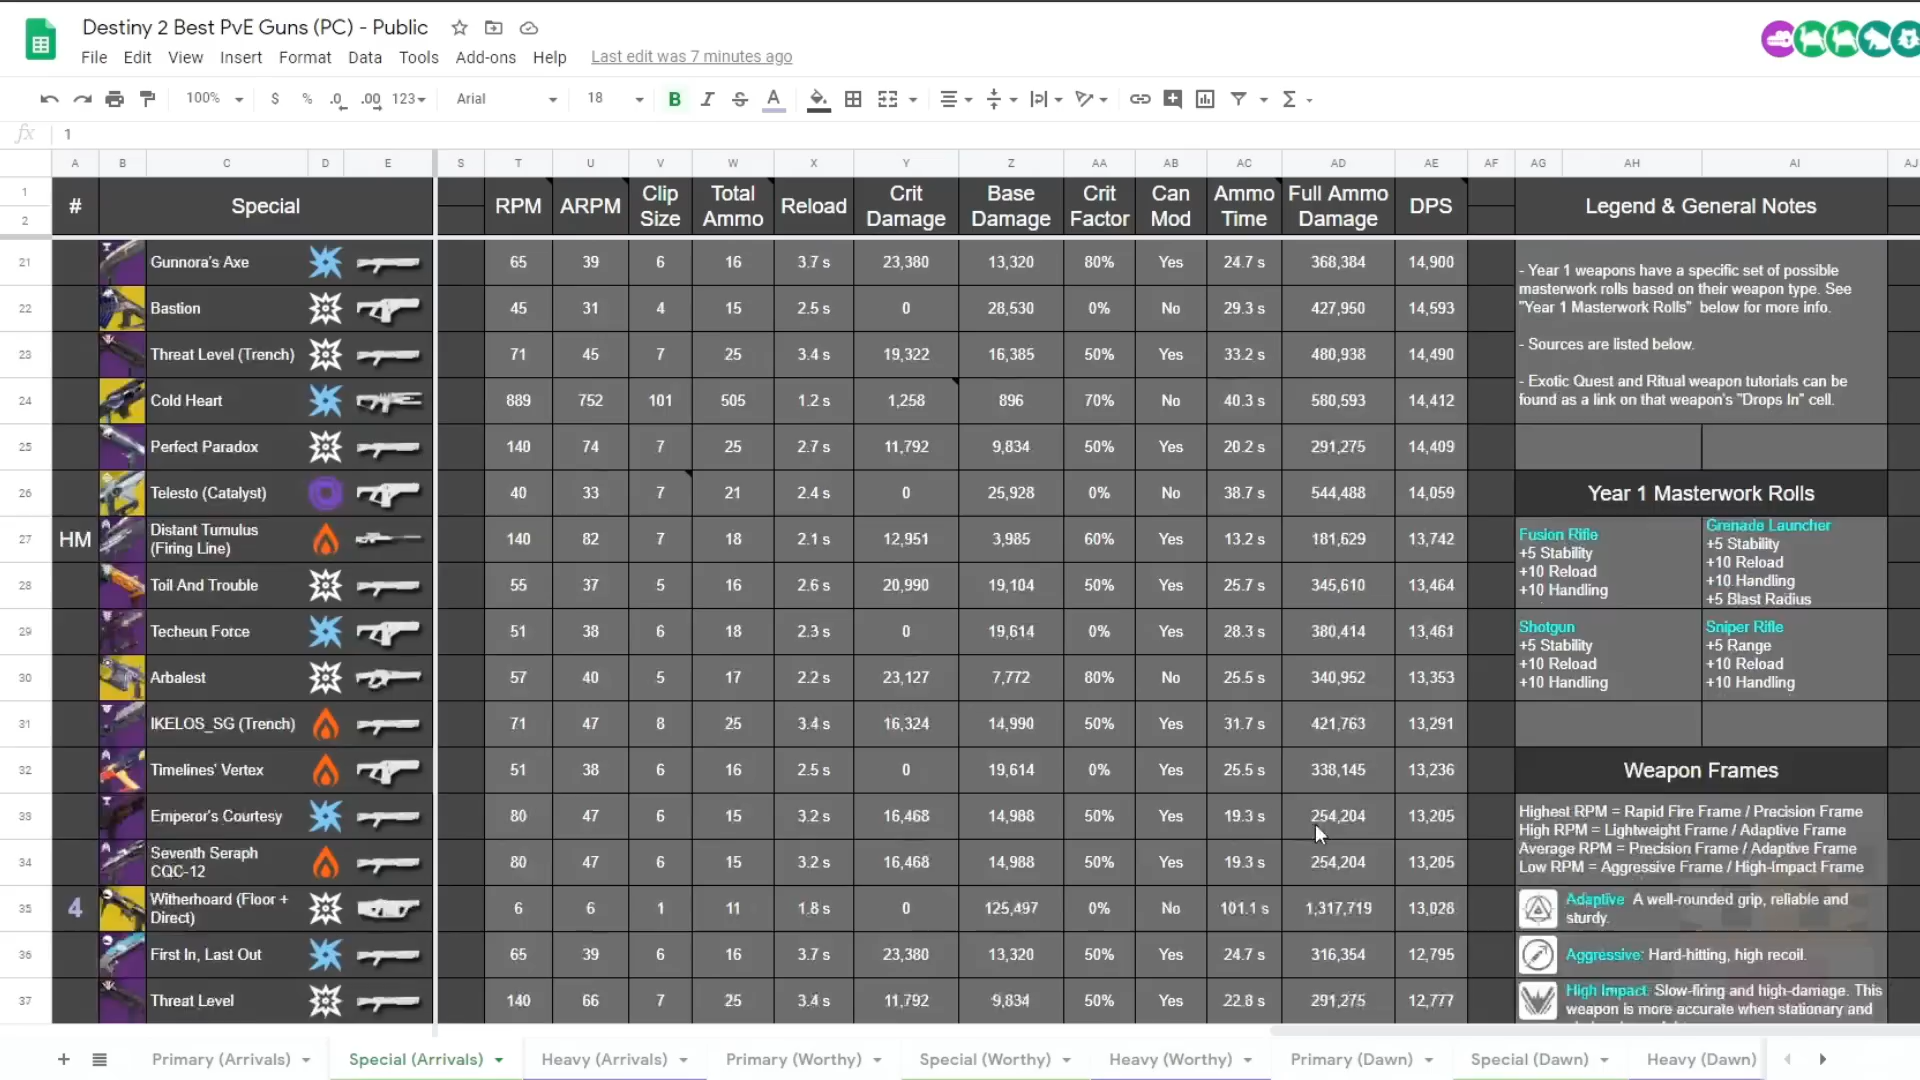 Destiny 2 Best PvE Guns (PC) - Public
File Edit View Insert Format Data Tools Add-ons Help Last edit was 7 minutes ago
100% $ % .0 .00 123 Arial 18 B I S A
fx 1
A B C D E S T U V W X Y Z AA AB AC AD AE AF AG AH AI AJ
1
2
# Special RPM ARPM Clip Size Total Ammo Reload Crit Damage Base Damage Crit Factor Can Mod Ammo Time Full Ammo Damage DPS Legend & General Notes
21 Gunnora's Axe 65 39 6 16 3.7 s 23,380 13,320 80% Yes 24.7 s 368,384 14,900
22 Bastion 45 31 4 15 2.5 s 0 28,530 0% No 29.3 s 427,950 14,593
23 Threat Level (Trench) 71 45 7 25 3.4 s 19,322 16,385 50% Yes 33.2 s 480,938 14,490
24 Cold Heart 889 752 101 505 1.2 s 1,258 896 70% No 40.3 s 580,593 14,412
25 Perfect Paradox 140 74 7 25 2.7 s 11,792 9,834 50% Yes 20.2 s 291,275 14,409
26 Telesto (Catalyst) 40 33 7 21 2.4 s 0 25,928 0% No 38.7 s 544,488 14,059
27 HM Distant Tumulus (Firing Line) 140 82 7 18 2.1 s 12,951 3,985 60% Yes 13.2 s 181,629 13,742
28 Toil And Trouble 55 37 5 16 2.6 s 20,990 19,104 50% Yes 25.7 s 345,610 13,464
29 Techeun Force 51 38 6 18 2.3 s 0 19,614 0% Yes 28.3 s 380,414 13,461
30 Arbalest 57 40 5 17 2.2 s 23,127 7,772 80% No 25.5 s 340,952 13,353
31 IKELOS_SG (Trench) 71 47 8 25 3.4 s 16,324 14,990 50% Yes 31.7 s 421,763 13,291
32 Timelines' Vertex 51 38 6 16 2.5 s 0 19,614 0% Yes 25.5 s 338,145 13,236
33 Emperor's Courtesy 80 47 6 15 3.2 s 16,468 14,988 50% Yes 19.3 s 254,204 13,205
34 Seventh Seraph CQC-12 80 47 6 15 3.2 s 16,468 14,988 50% Yes 19.3 s 254,204 13,205
35 4 Witherhoard (Floor + Direct) 6 6 1 11 1.8 s 0 125,497 0% No 101.1 s 1,317,719 13,028
36 First In, Last Out 65 39 6 16 3.7 s 23,380 13,320 50% Yes 24.7 s 316,354 12,795
37 Threat Level 140 66 7 25 3.4 s 11,792 9,834 50% Yes 22.8 s 291,275 12,777
- Year 1 weapons have a specific set of possible
masterwork rolls based on their weapon type. See
"Year 1 Masterwork Rolls" below for more info.
- Sources are listed below.
- Exotic Quest and Ritual weapon tutorials can be
found as a link on that weapon's "Drops In" cell.
Year 1 Masterwork Rolls
Fusion Rifle
+5 Stability
+10 Reload
+10 Handling
Grenade Launcher
+5 Stability
+10 Reload
+10 Handling
+5 Blast Radius
Shotgun
+5 Stability
+10 Reload
+10 Handling
Sniper Rifle
+5 Range
+10 Reload
+10 Handling
Weapon Frames
Highest RPM = Rapid Fire Frame / Precision Frame
High RPM = Lightweight Frame / Adaptive Frame
Average RPM = Precision Frame / Adaptive Frame
Low RPM = Aggressive Frame / High-Impact Frame
Adaptive: A well-rounded grip, reliable and
sturdy.
Aggressive: Hard-hitting, high recoil.
High Impact: Slow-firing and high-damage. This
weapon is more accurate when stationary and
Primary (Arrivals) Special (Arrivals) Heavy (Arrivals) Primary (Worthy) Special (Worthy) Heavy (Worthy) Primary (Dawn) Special (Dawn) Heavy (Dawn)